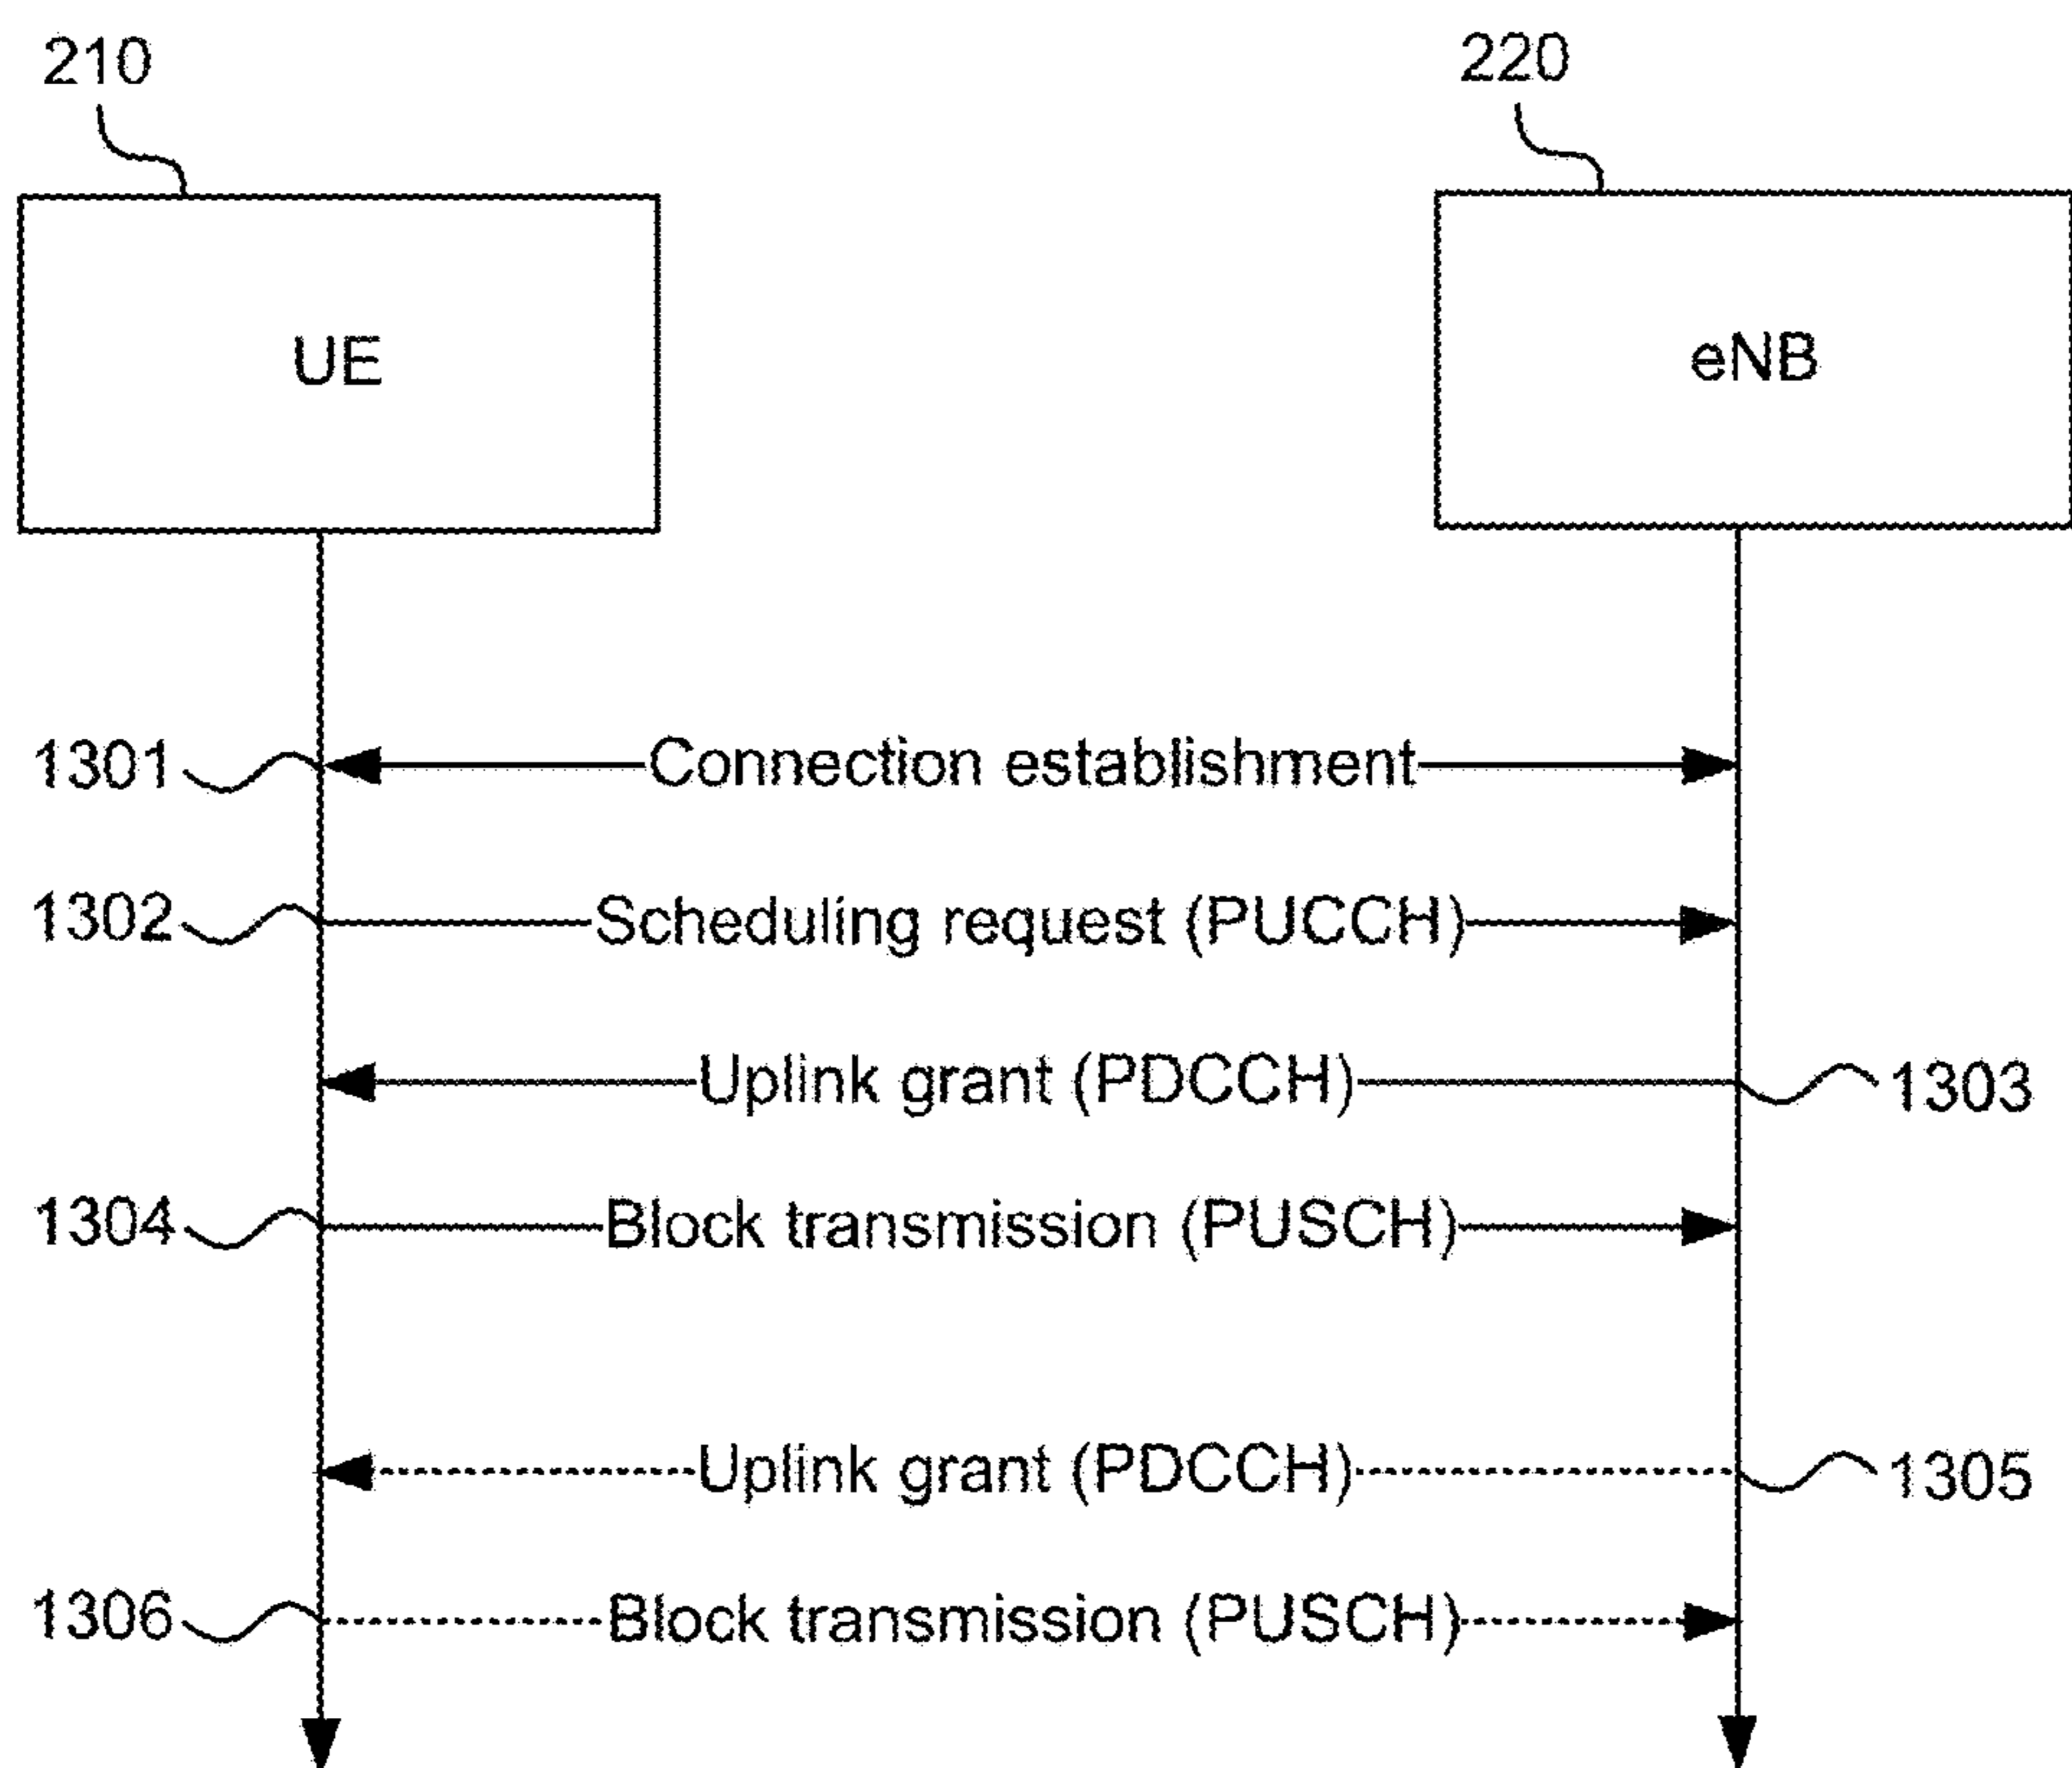 210
220
UE
eNB
1301 Connection establishment
1302 Scheduling request (PUCCH)
Uplink grant (PDCCH) 1303
1304 Block transmission (PUSCH)
Uplink grant (PDCCH) 1305
1306 Block transmission (PUSCH)